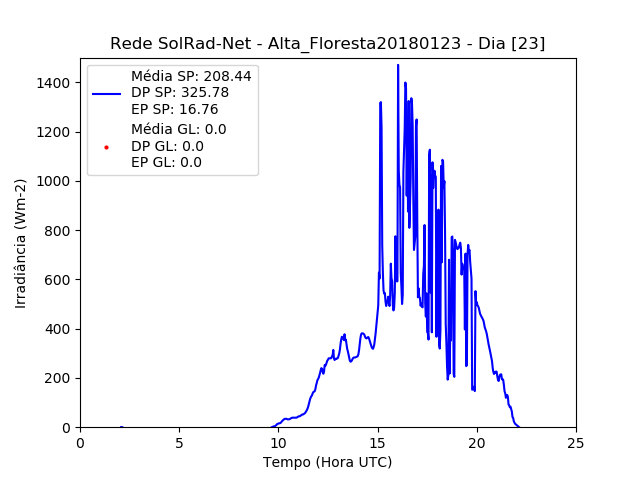 Rede SolRad-Net - Alta_Floresta20180123 - Dia [23]
Média SP: 208.44
DP SP: 325.78
EP SP: 16.76
Média GL: 0.0
DP GL: 0.0
EP GL: 0.0
Irradiância (Wm-2)
1400
1200
1000
800
600
400
200
0
0 5 10 15 20 25
Tempo (Hora UTC)